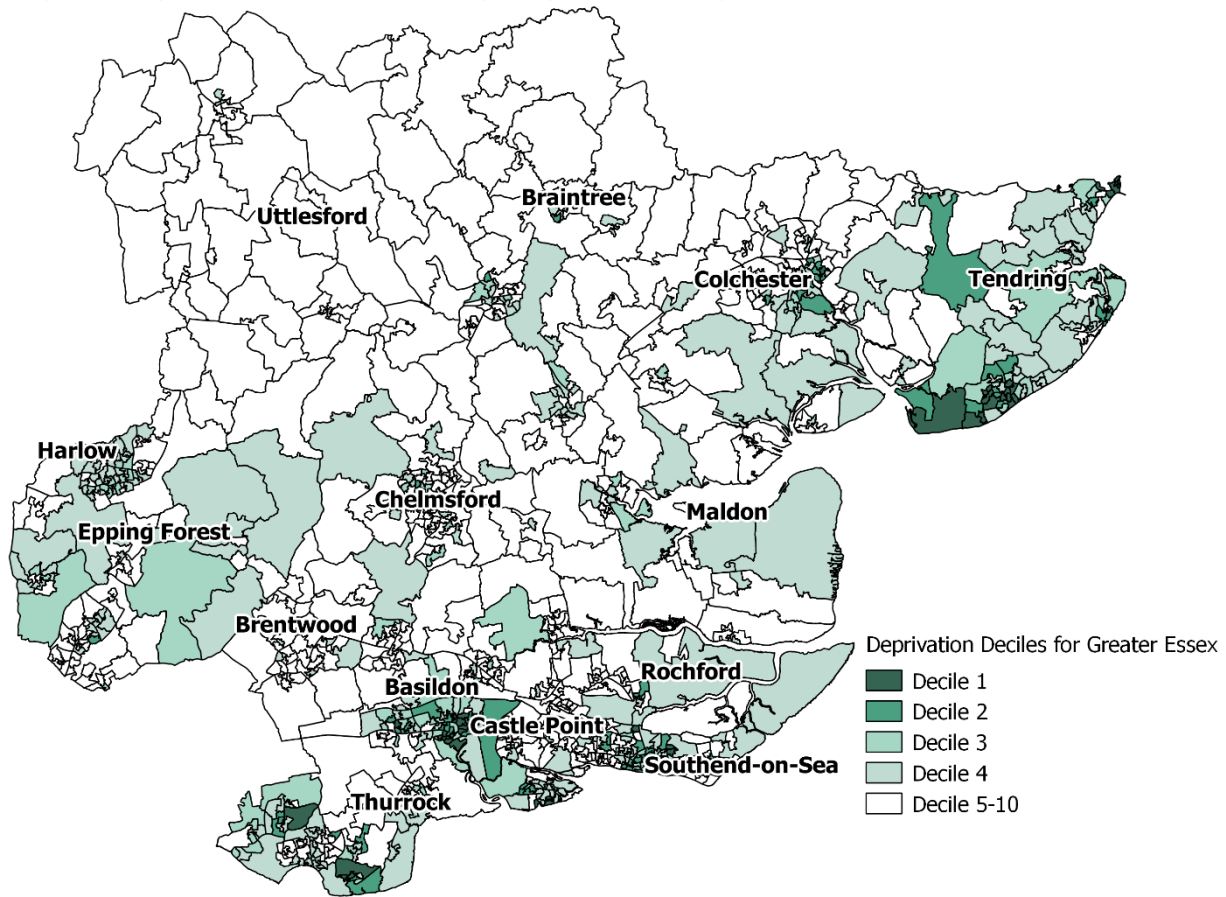 Braintree
Uttlesford
Colchester
Tendring
Harlow
Chelmsford
Maldon
Epping Forest
Brentwood
Rochford
Basildon
Castle Point
Southend-on-Sea
Thurrock
Deprivation Deciles for Greater Essex
Decile 1
Decile 2
Decile 3
Decile 4
Decile 5-10